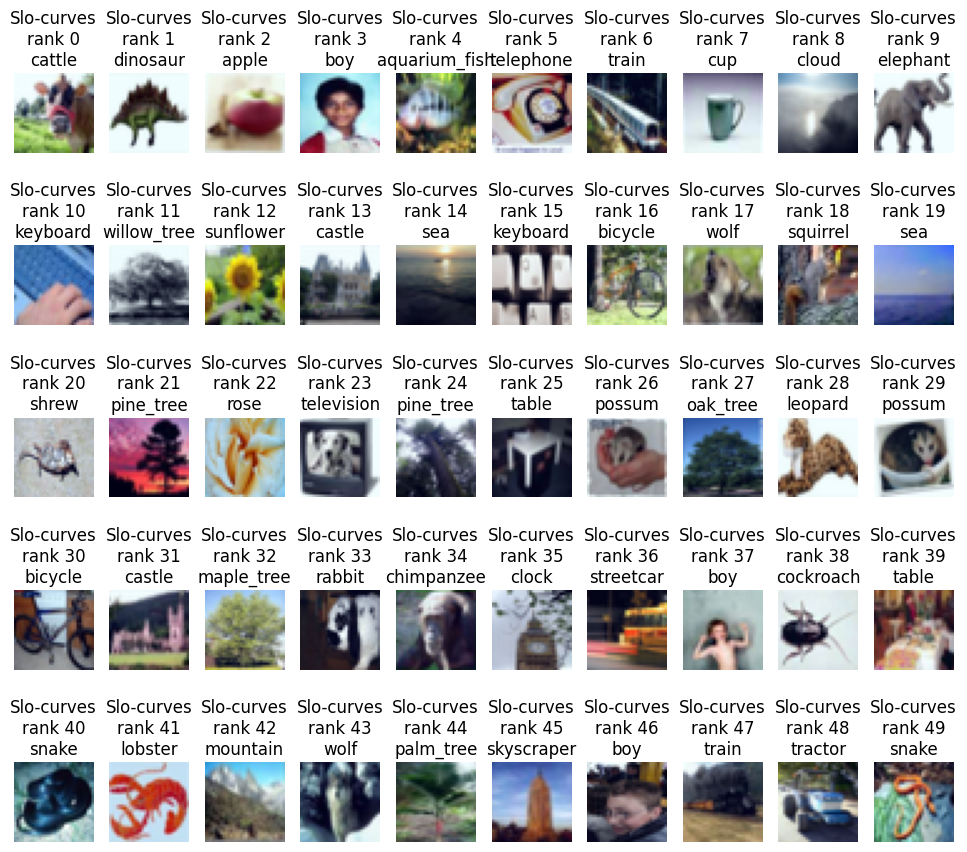 Slo-curves Slo-curves Slo-curves Slo-curves Slo-curves Slo-curves Slo-curves Slo-curves Slo-curves Slo-curves
rank 0 rank 1 rank 2 rank 3 rank 4 rank 5 rank 6 rank 7 rank 8 rank 9
cattle dinosaur apple boy aquarium_fish telephone train cup cloud elephant
Slo-curves Slo-curves Slo-curves Slo-curves Slo-curves Slo-curves Slo-curves Slo-curves Slo-curves Slo-curves
rank 10 rank 11 rank 12 rank 13 rank 14 rank 15 rank 16 rank 17 rank 18 rank 19
keyboard willow_tree sunflower castle sea keyboard bicycle wolf squirrel sea
Slo-curves Slo-curves Slo-curves Slo-curves Slo-curves Slo-curves Slo-curves Slo-curves Slo-curves Slo-curves
rank 20 rank 21 rank 22 rank 23 rank 24 rank 25 rank 26 rank 27 rank 28 rank 29
shrew pine_tree rose television pine_tree table possum oak_tree leopard possum
Slo-curves Slo-curves Slo-curves Slo-curves Slo-curves Slo-curves Slo-curves Slo-curves Slo-curves Slo-curves
rank 30 rank 31 rank 32 rank 33 rank 34 rank 35 rank 36 rank 37 rank 38 rank 39
bicycle castle maple_tree rabbit chimpanzee clock streetcar boy cockroach table
Slo-curves Slo-curves Slo-curves Slo-curves Slo-curves Slo-curves Slo-curves Slo-curves Slo-curves Slo-curves
rank 40 rank 41 rank 42 rank 43 rank 44 rank 45 rank 46 rank 47 rank 48 rank 49
snake lobster mountain wolf palm_tree skyscraper boy train tractor snake